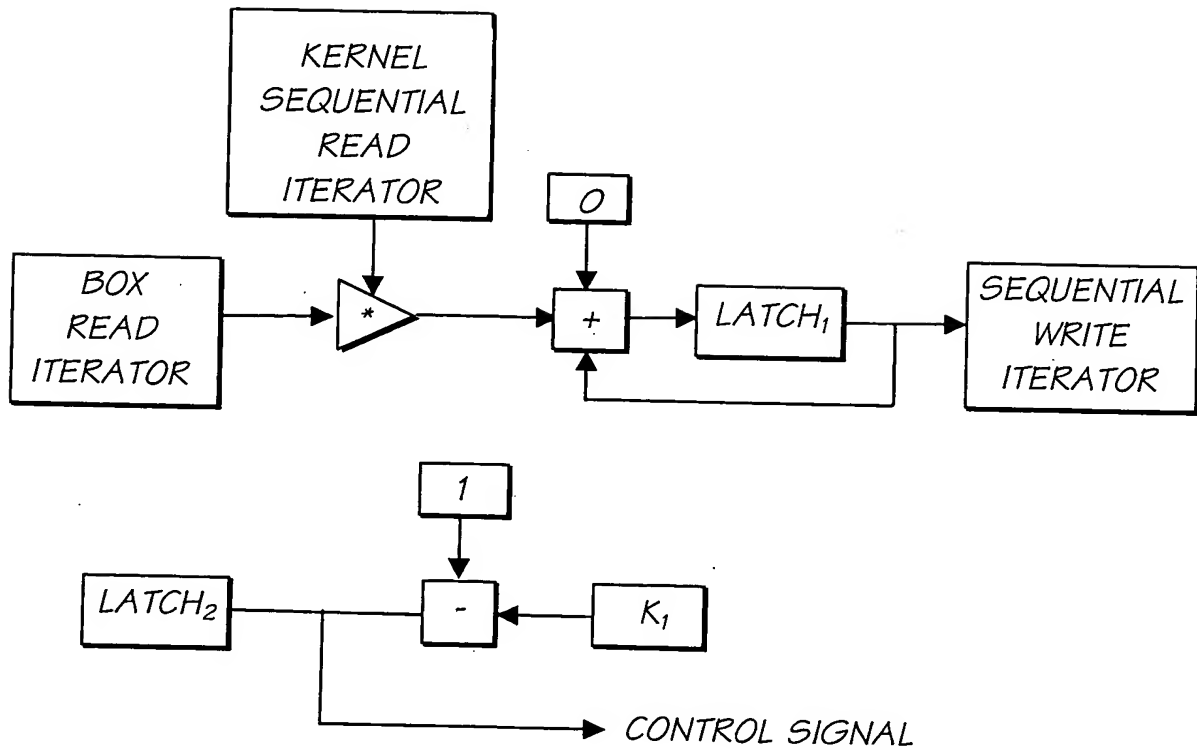 KERNEL
SEQUENTIAL
READ
ITERATOR
0
BOX
READ
ITERATOR
*
+
LATCH₁
SEQUENTIAL
WRITE
ITERATOR
1
LATCH₂
-
K₁
CONTROL SIGNAL